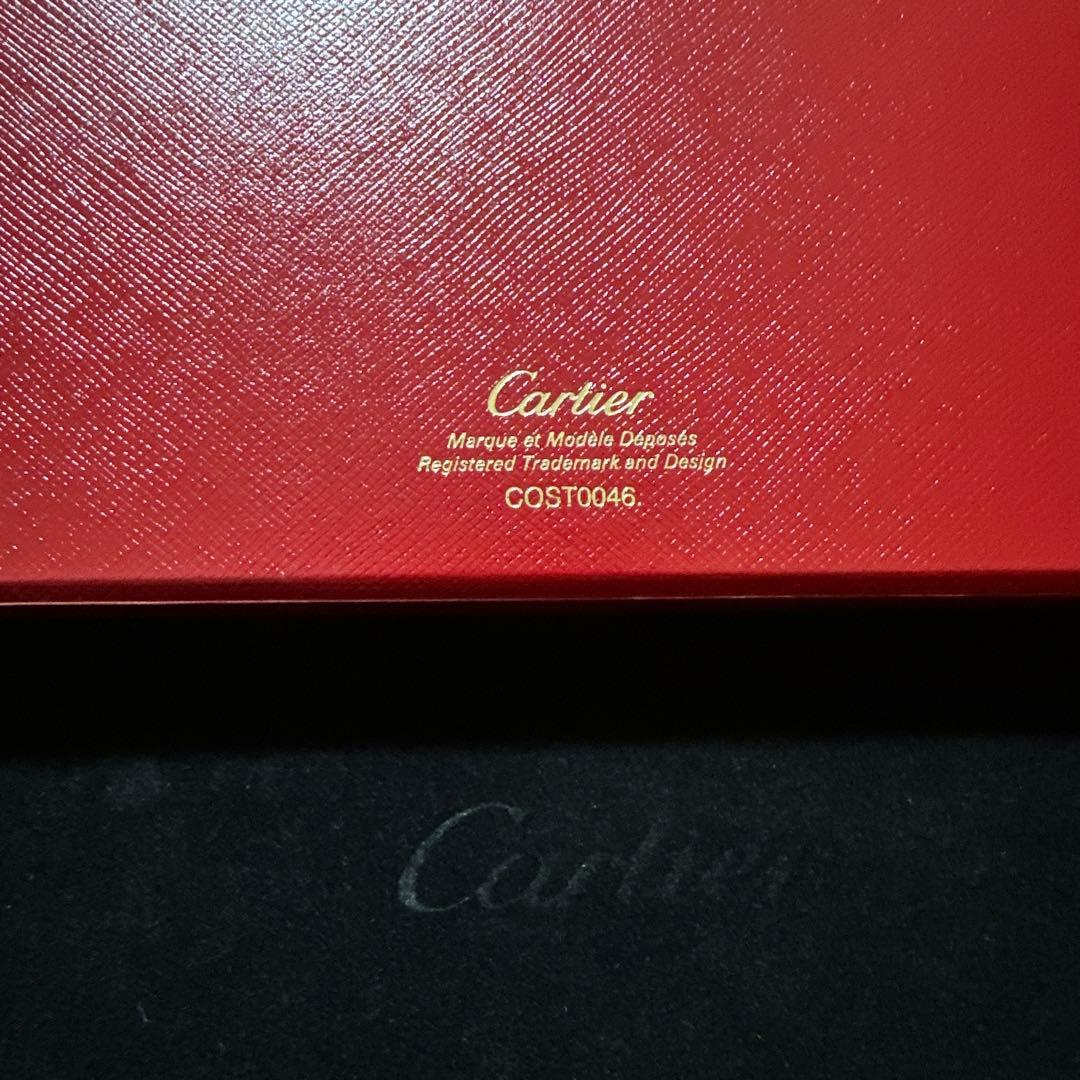 Cartier
Marque et Modèle Déposés
Registered Trademark and Design
COST0046.
Cartier